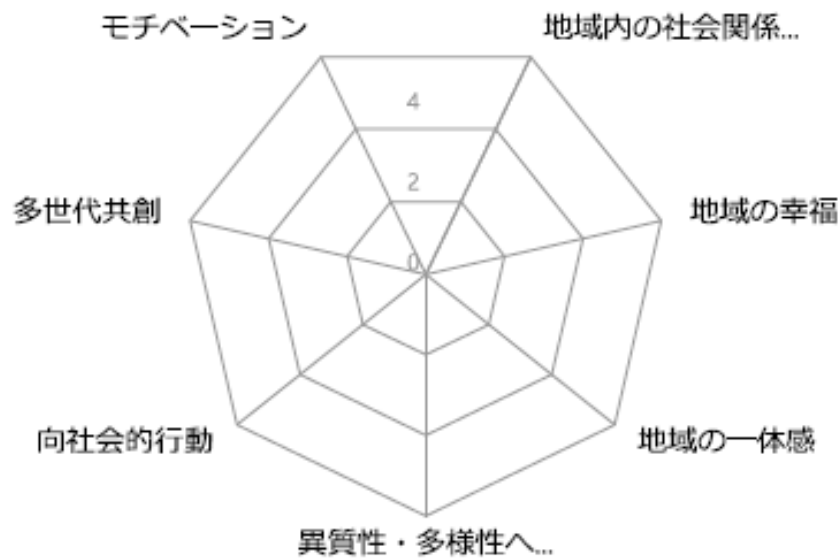 モチベーション
地域内の社会関係...
4
多世代共創
2
地域の幸福
0
向社会的行動
地域の一体感
異質性・多様性へ...